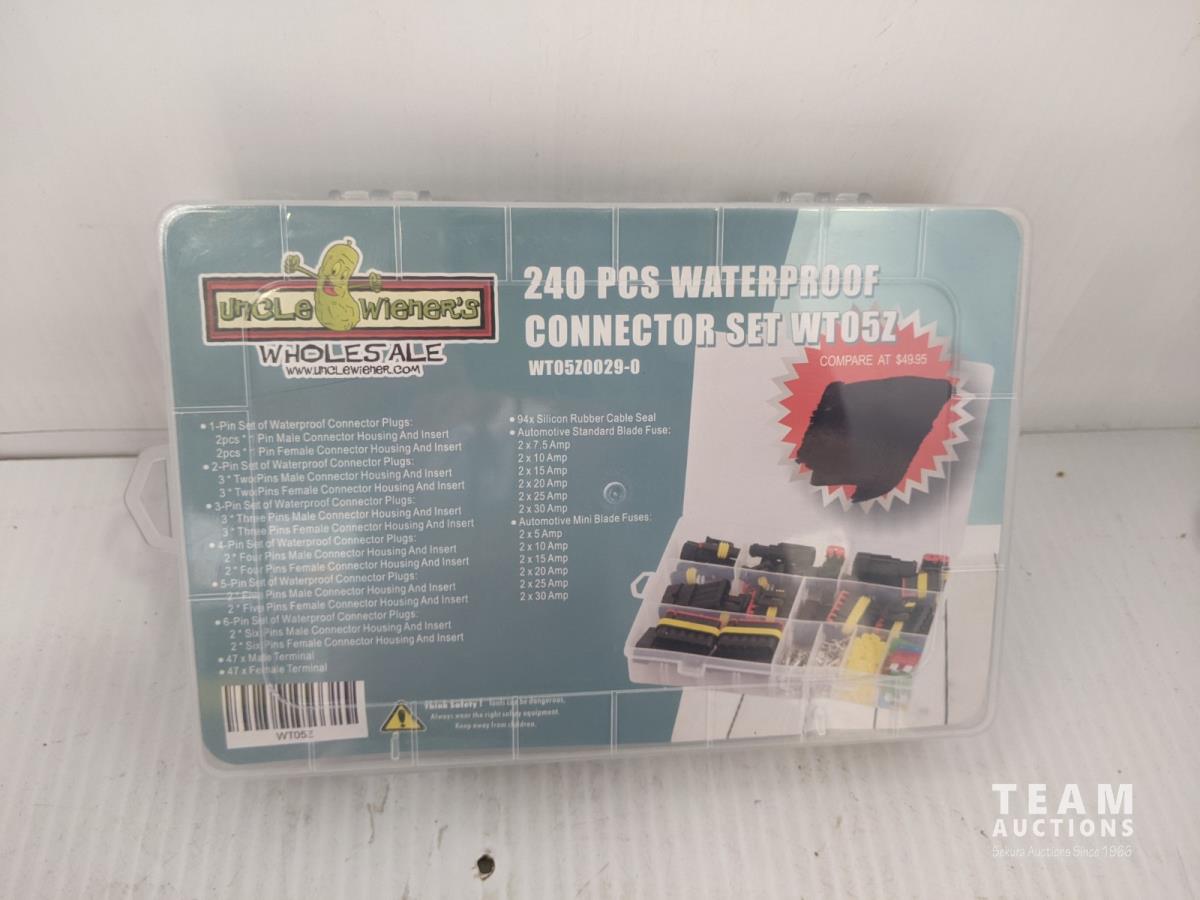 UNCLE WIENER'S
WHOLESALE
WWW.UNCLEWIENER.COM
240 PCS WATERPROOF
CONNECTOR SET WT05Z
WT05Z0029-0
COMPARE AT $49.95
• 1-Pin Set of Waterproof Connector Plugs:
2pcs * 1 Pin Male Connector Housing And Insert
2pcs * 1 Pin Female Connector Housing And Insert
• 2-Pin Set of Waterproof Connector Plugs:
3 * Two Pins Male Connector Housing And Insert
3 * Two Pins Female Connector Housing And Insert
• 3-Pin Set of Waterproof Connector Plugs:
3 * Three Pins Male Connector Housing And Insert
3 * Three Pins Female Connector Housing And Insert
• 4-Pin Set of Waterproof Connector Plugs:
2 * Four Pins Male Connector Housing And Insert
2 * Four Pins Female Connector Housing And Insert
• 5-Pin Set of Waterproof Connector Plugs:
2 * Five Pins Male Connector Housing And Insert
2 * Five Pins Female Connector Housing And Insert
• 6-Pin Set of Waterproof Connector Plugs:
2 * Six Pins Male Connector Housing And Insert
2 * Six Pins Female Connector Housing And Insert
• 47 x Male Terminal
• 47 x Female Terminal
• 94x Silicon Rubber Cable Seal
• Automotive Standard Blade Fuse:
2 x 7.5 Amp
2 x 10 Amp
2 x 15 Amp
2 x 20 Amp
2 x 25 Amp
2 x 30 Amp
• Automotive Mini Blade Fuses:
2 x 5 Amp
2 x 10 Amp
2 x 15 Amp
2 x 20 Amp
2 x 25 Amp
2 x 30 Amp
WT05Z
Think Safety! Tools can be dangerous,
Always wear the right safety equipment.
Keep away from children.
TEAM
AUCTIONS
Sekura Auctions Since 1966